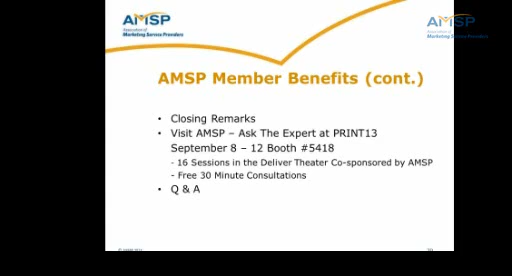 AMSP
Association of
Marketing Service Providers
AMSP
Association of
Marketing Service Providers
AMSP Member Benefits (cont.)
• Closing Remarks
• Visit AMSP – Ask The Expert at PRINT13
September 8 – 12 Booth #5418
- 16 Sessions in the Deliver Theater Co-sponsored by AMSP
- Free 30 Minute Consultations
• Q & A